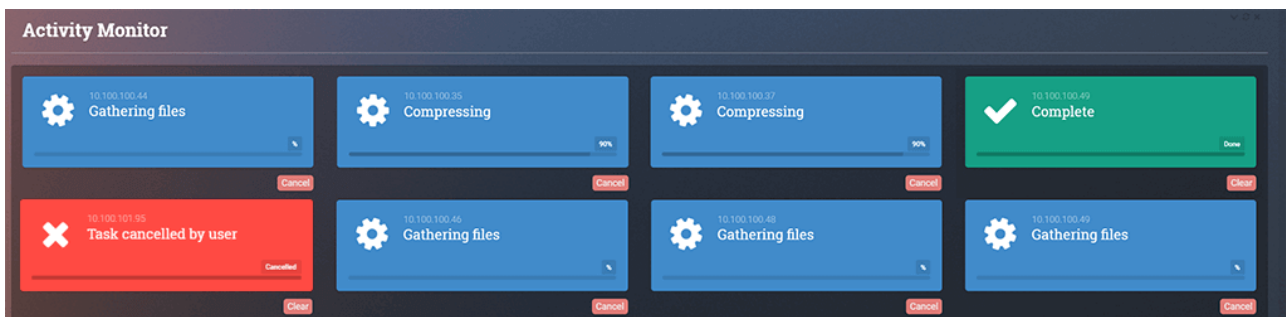 Activity Monitor
10.100.100.44
Gathering files
%
Cancel
10.100.100.35
Compressing
90%
Cancel
10.100.100.37
Compressing
90%
Cancel
10.100.100.49
Complete
Done
Clear
10.100.101.95
Task cancelled by user
Cancelled
Clear
10.100.100.46
Gathering files
%
Cancel
10.100.100.48
Gathering files
%
Cancel
10.100.100.49
Gathering files
%
Cancel